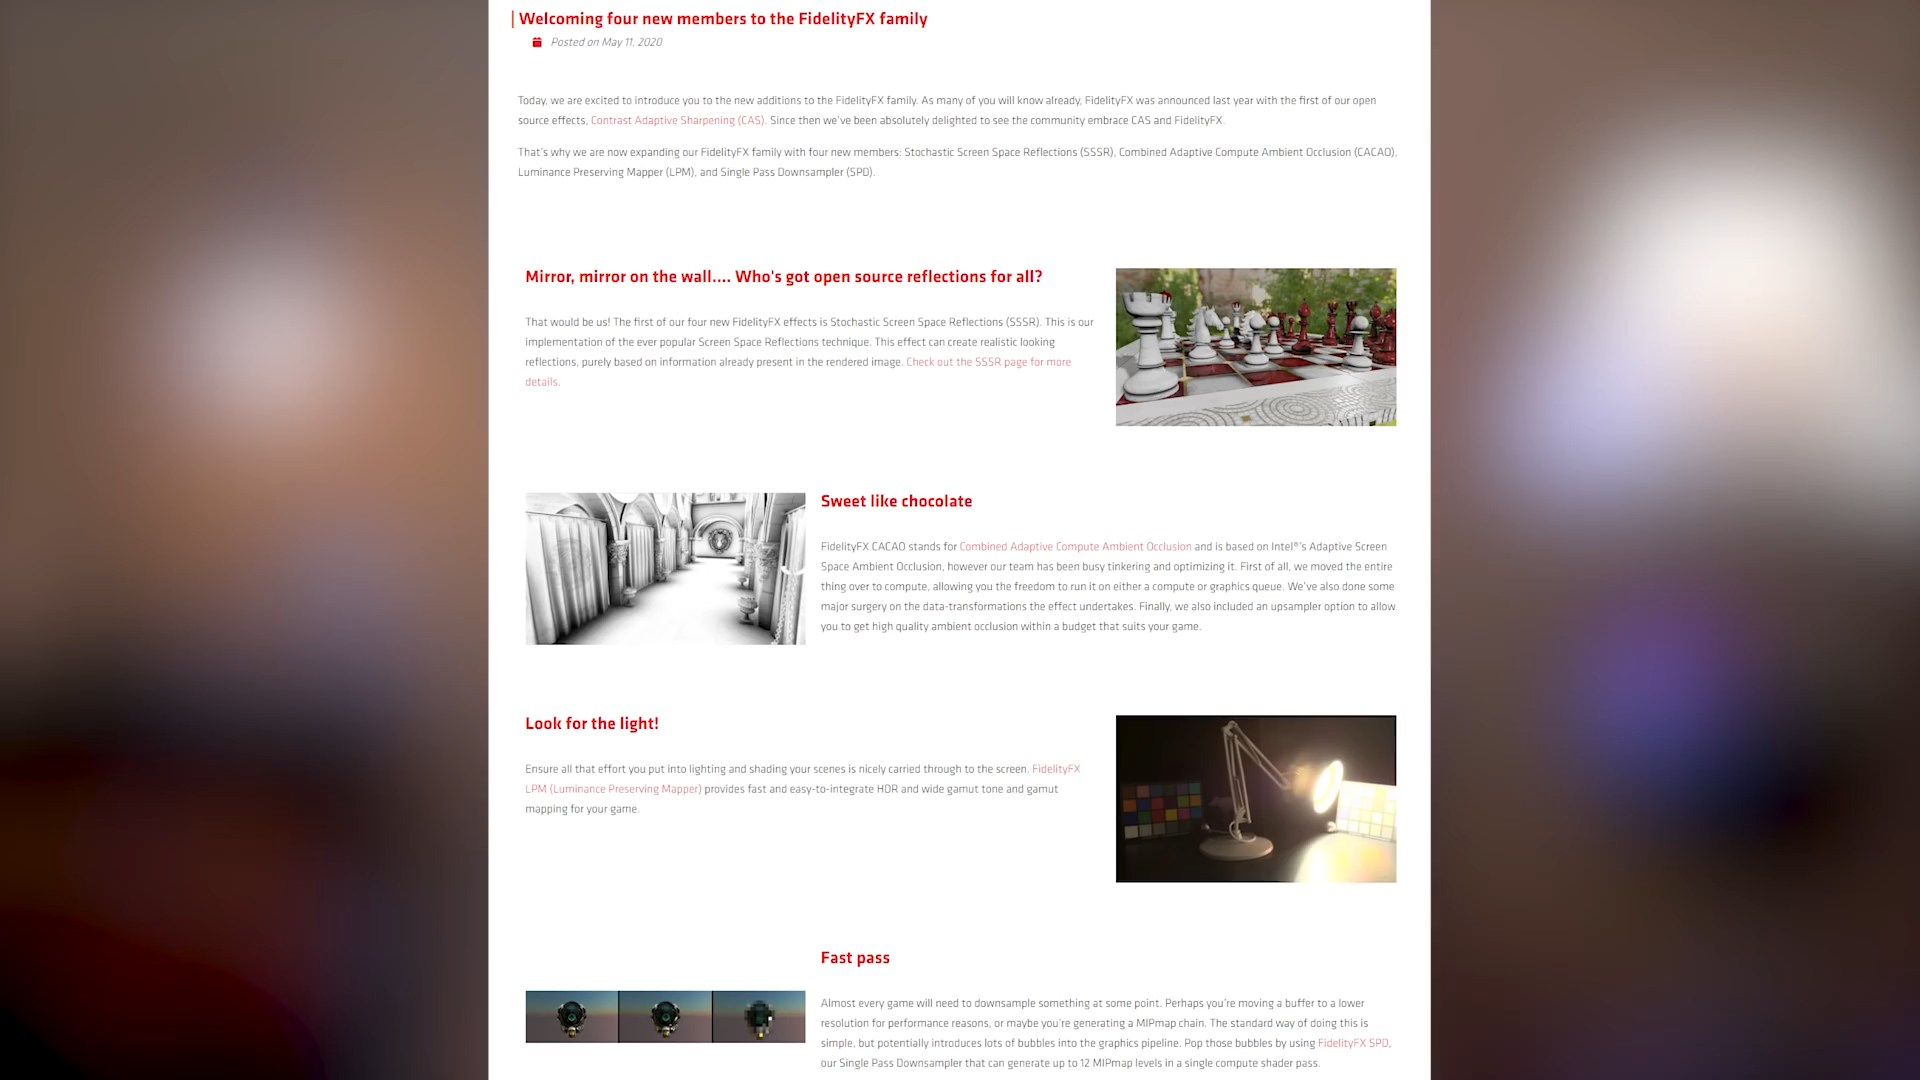 Welcoming four new members to the FidelityFX family
Posted on May 11, 2020
Today, we are excited to introduce you to the new additions to the FidelityFX family. As many of you will know already, FidelityFX was announced last year with the first of our open
source effects, Contrast Adaptive Sharpening (CAS). Since then we've been absolutely delighted to see the community embrace CAS and FidelityFX.
That's why we are now expanding our FidelityFX family with four new members: Stochastic Screen Space Reflections (SSSR), Combined Adaptive Compute Ambient Occlusion (CACAO),
Luminance Preserving Mapper (LPM), and Single Pass Downsampler (SPD).
Mirror, mirror on the wall.... Who's got open source reflections for all?
That would be us! The first of our four new FidelityFX effects is Stochastic Screen Space Reflections (SSSR). This is our
implementation of the ever popular Screen Space Reflections technique. This effect can create realistic looking
reflections, purely based on information already present in the rendered image. Check out the SSSR page for more
details.
Sweet like chocolate
FidelityFX CACAO stands for Combined Adaptive Compute Ambient Occlusion and is based on Intel®'s Adaptive Screen
Space Ambient Occlusion, however our team has been busy tinkering and optimizing it. First of all, we moved the entire
thing over to compute, allowing you the freedom to run it on either a compute or graphics queue. We've also done some
major surgery on the data-transformations the effect undertakes. Finally, we also included an upsampler option to allow
you to get high quality ambient occlusion within a budget that suits your game.
Look for the light!
Ensure all that effort you put into lighting and shading your scenes is nicely carried through to the screen. FidelityFX
LPM (Luminance Preserving Mapper) provides fast and easy-to-integrate HDR and wide gamut tone and gamut
mapping for your game.
Fast pass
Almost every game will need to downsample something at some point. Perhaps you're moving a buffer to a lower
resolution for performance reasons, or maybe you're generating a MIPmap chain. The standard way of doing this is
simple, but potentially introduces lots of bubbles into the graphics pipeline. Pop those bubbles by using FidelityFX SPD,
our Single Pass Downsampler that can generate up to 12 MIPmap levels in a single compute shader pass.